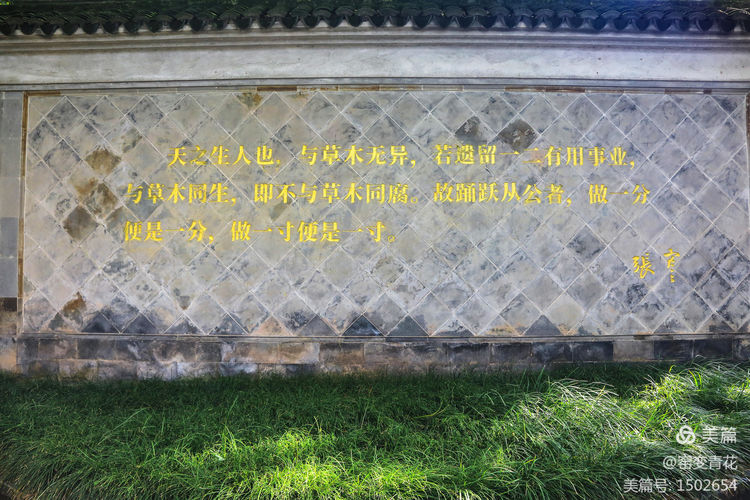 天之生人也，与草木无异，若遗留一二有用事业，
与草木同生，即不与草木同腐。故踊跃从公者，做一分
便是一分，做一寸便是一寸。
張謇
美篇
@窑变青花
美篇号: 1502654